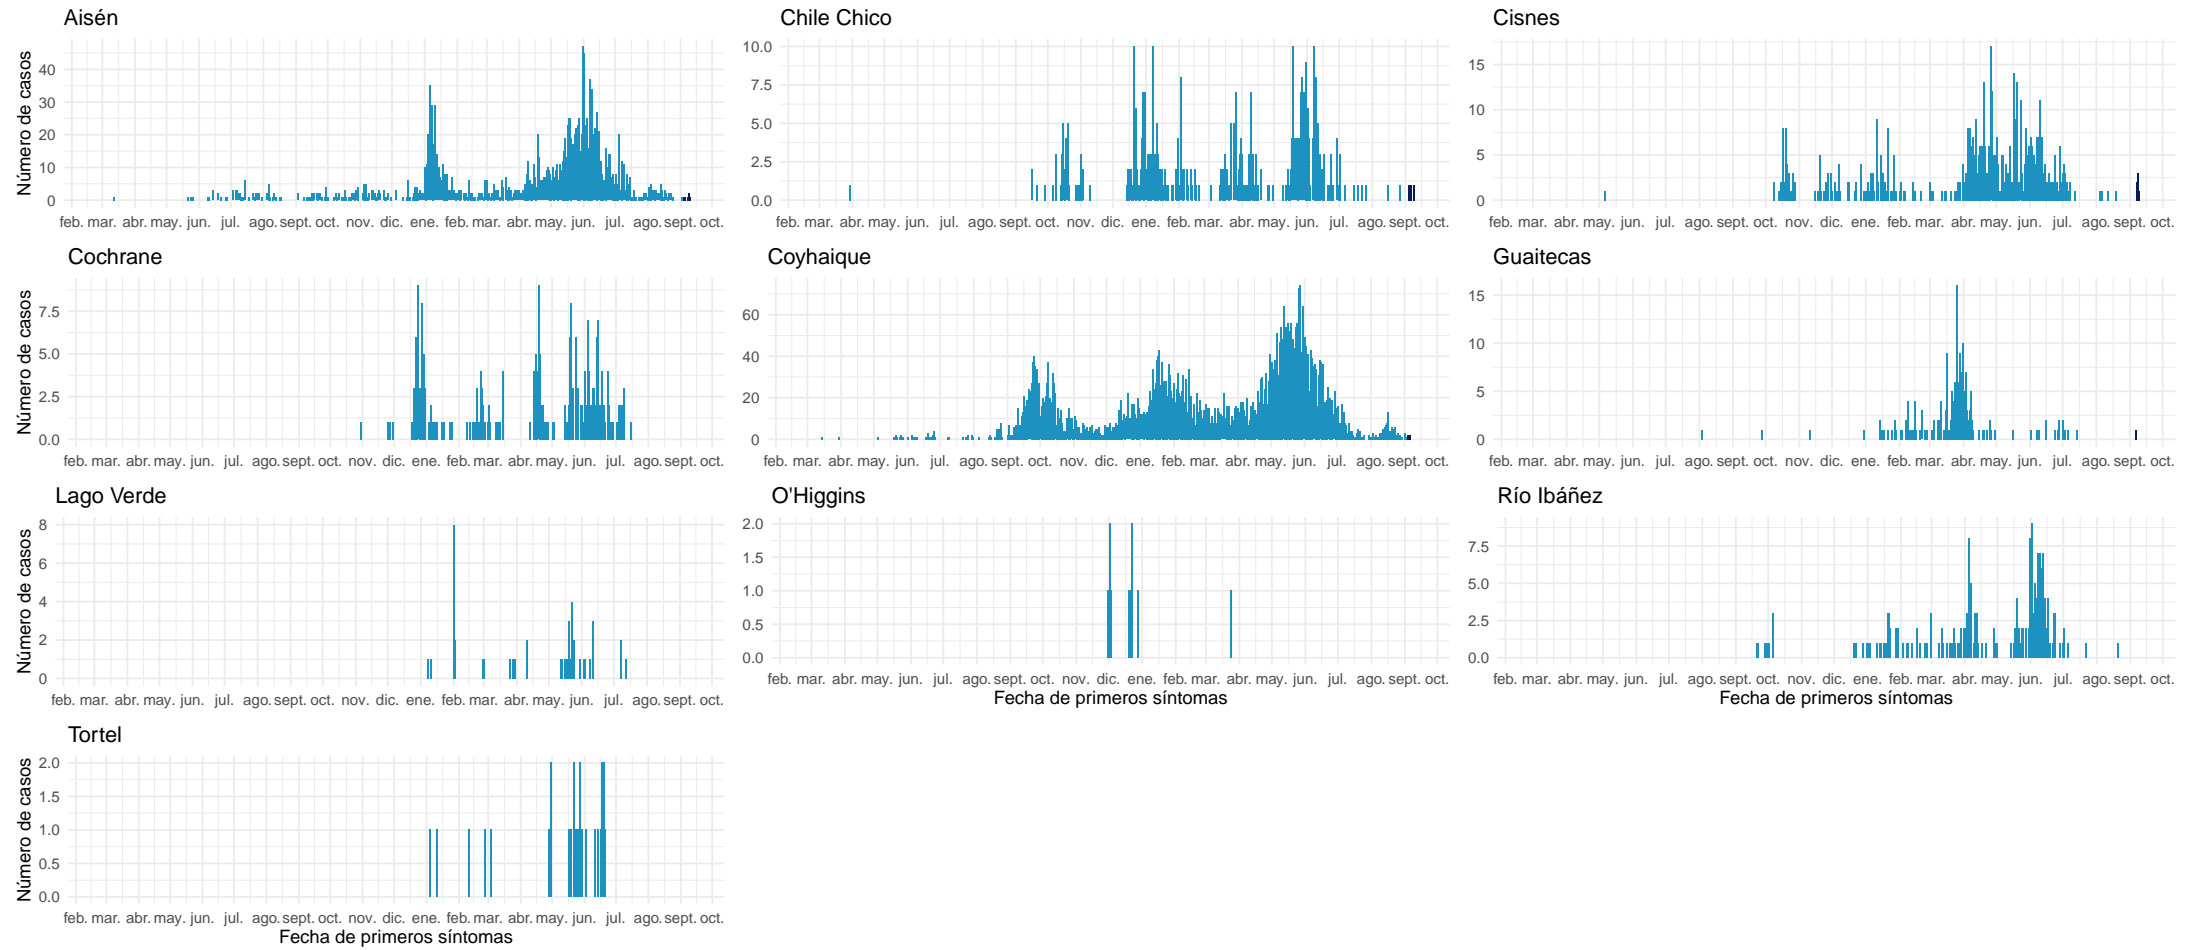 Aisén
Chile Chico
Cisnes
Número de casos
40
30
20
10
0
10.0
7.5
5.0
2.5
0.0
15
10
5
0
feb. mar. abr. may. jun. jul. ago. sept. oct. nov. dic. ene. feb. mar. abr. may. jun. jul. ago. sept. oct.
feb. mar. abr. may. jun. jul. ago. sept. oct. nov. dic. ene. feb. mar. abr. may. jun. jul. ago. sept. oct.
feb. mar. abr. may. jun. jul. ago. sept. oct. nov. dic. ene. feb. mar. abr. may. jun. jul. ago. sept. oct.
Cochrane
Coyhaique
Guaitecas
Número de casos
7.5
5.0
2.5
0.0
60
40
20
0
15
10
5
0
feb. mar. abr. may. jun. jul. ago. sept. oct. nov. dic. ene. feb. mar. abr. may. jun. jul. ago. sept. oct.
feb. mar. abr. may. jun. jul. ago. sept. oct. nov. dic. ene. feb. mar. abr. may. jun. jul. ago. sept. oct.
feb. mar. abr. may. jun. jul. ago. sept. oct. nov. dic. ene. feb. mar. abr. may. jun. jul. ago. sept. oct.
Lago Verde
O'Higgins
Río Ibáñez
Número de casos
8
6
4
2
0
2.0
1.5
1.0
0.5
0.0
7.5
5.0
2.5
0.0
feb. mar. abr. may. jun. jul. ago. sept. oct. nov. dic. ene. feb. mar. abr. may. jun. jul. ago. sept. oct.
feb. mar. abr. may. jun. jul. ago. sept. oct. nov. dic. ene. feb. mar. abr. may. jun. jul. ago. sept. oct.
feb. mar. abr. may. jun. jul. ago. sept. oct. nov. dic. ene. feb. mar. abr. may. jun. jul. ago. sept. oct.
Fecha de primeros síntomas
Fecha de primeros síntomas
Tortel
Número de casos
2.0
1.5
1.0
0.5
0.0
feb. mar. abr. may. jun. jul. ago. sept. oct. nov. dic. ene. feb. mar. abr. may. jun. jul. ago. sept. oct.
Fecha de primeros síntomas